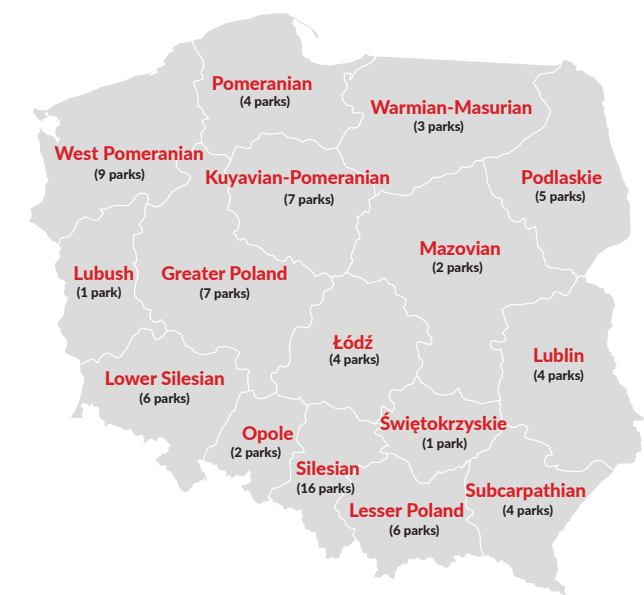 Pomeranian
(4 parks)
Warmian-Masurian
(3 parks)
West Pomeranian
(9 parks)
Kuyavian-Pomeranian
(7 parks)
Podlaskie
(5 parks)
Mazovian
(2 parks)
Lubush
(1 park)
Greater Poland
(7 parks)
Łódź
(4 parks)
Lublin
(4 parks)
Lower Silesian
(6 parks)
Opole
(2 parks)
Świętokrzyskie
(1 park)
Silesian
(16 parks)
Lesser Poland
(6 parks)
Subcarpathian
(4 parks)